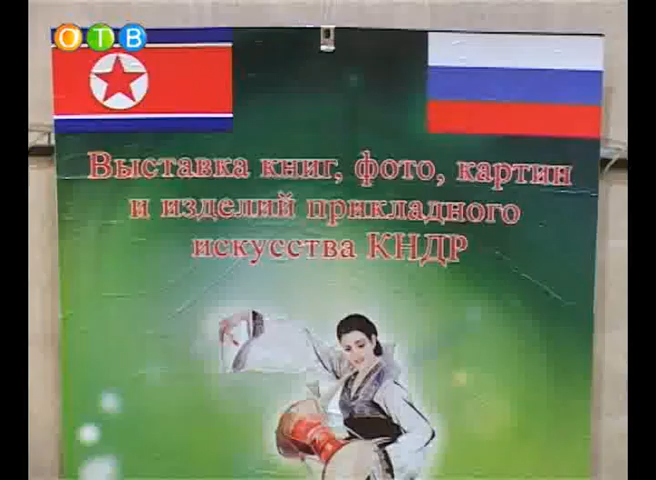 ОТВ
Выставка книг, фото, картин
и изделий прикладного
искусства КНДР